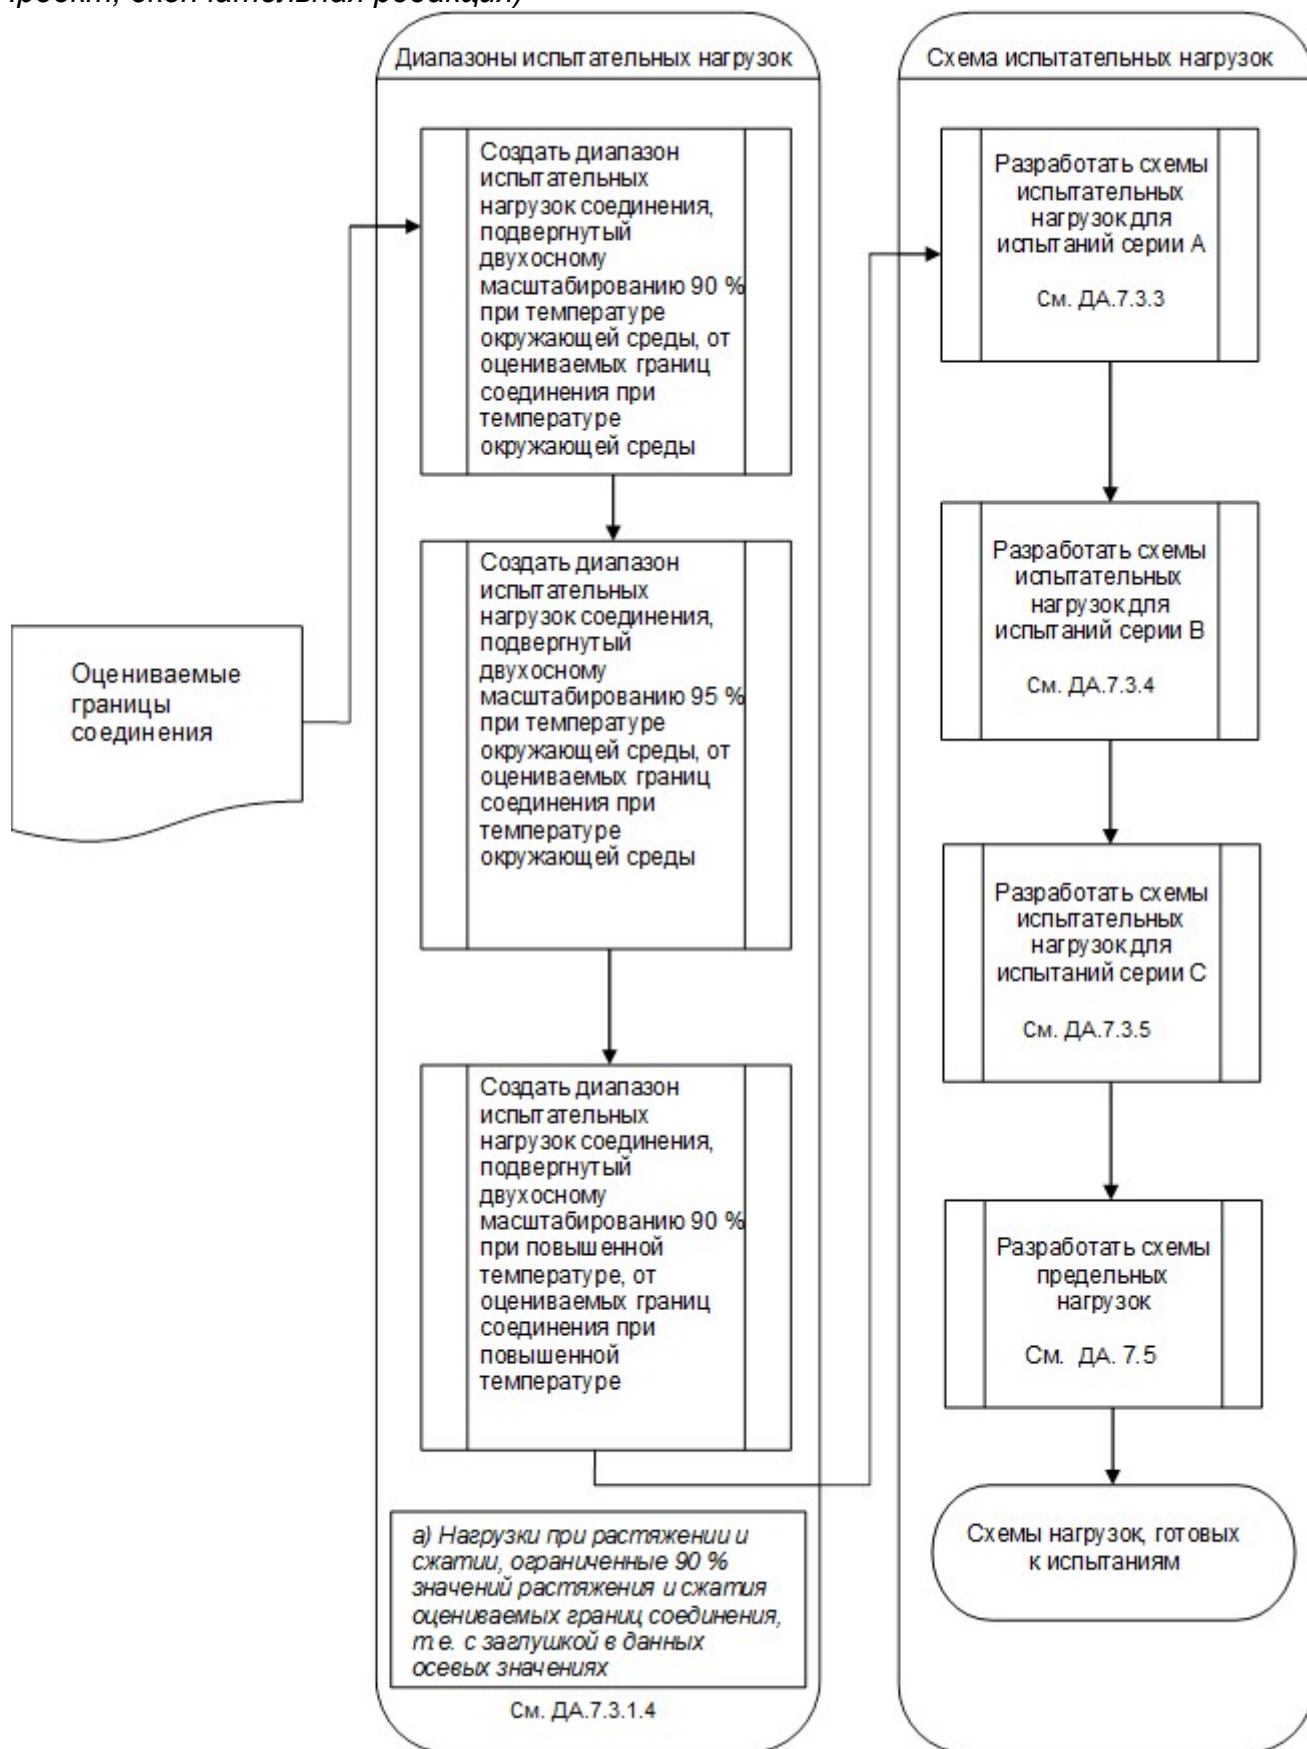 окончательная редакция)
Диапазоны испытательных нагрузок
Создать диапазон
испытательных
нагрузок соединения,
подвергнутый
двухосному
масштабированию 90 %
при температуре
окружающей среды, от
оцениваемых границ
соединения при
температуре
окружающей среды
Создать диапазон
испытательных
нагрузок соединения,
подвергнутый
двухосному
масштабированию 95 %
при температуре
окружающей среды, от
оцениваемых границ
соединения при
температуре
окружающей среды
Оцениваемые
границы
соединения
Создать диапазон
испытательных
нагрузок соединения,
подвергнутый
двухосному
масштабированию 90 %
при повышенной
температуре, от
оцениваемых границ
соединения при
повышенной
температуре
а) Нагрузки при растяжении и
сжатии, ограниченные 90 %
значений растяжения и сжатия
оцениваемых границ соединения,
т.е. с заглушкой в данных
осевых значениях
См. ДА.7.3.1.4
Схема испытательных нагрузок
Разработать схемы
испытательных
нагрузок для
испытаний серии А
См. ДА.7.3.3
Разработать схемы
испытательных
нагрузок для
испытаний серии В
См. ДА.7.3.4
Разработать схемы
испытательных
нагрузок для
испытаний серии С
См. ДА.7.3.5
Разработать схемы
предельных
нагрузок
См. ДА. 7.5
Схемы нагрузок, готовых
к испытаниям